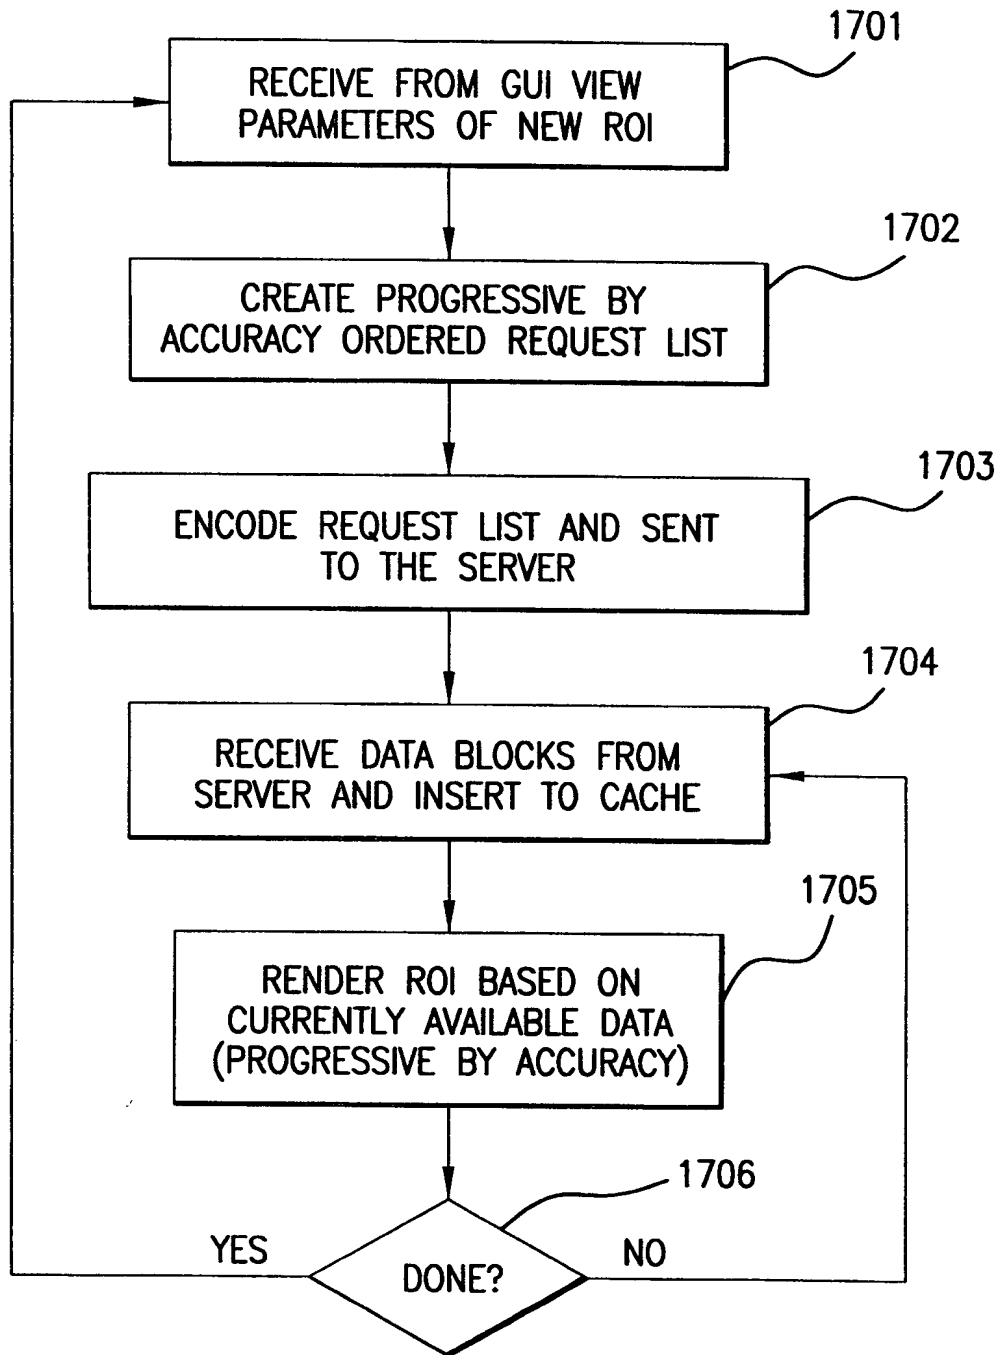 1701
RECEIVE FROM GUI VIEW
PARAMETERS OF NEW ROI
1702
CREATE PROGRESSIVE BY
ACCURACY ORDERED REQUEST LIST
1703
ENCODE REQUEST LIST AND SENT
TO THE SERVER
1704
RECEIVE DATA BLOCKS FROM
SERVER AND INSERT TO CACHE
1705
RENDER ROI BASED ON
CURRENTLY AVAILABLE DATA
(PROGRESSIVE BY ACCURACY)
1706
YES
DONE?
NO